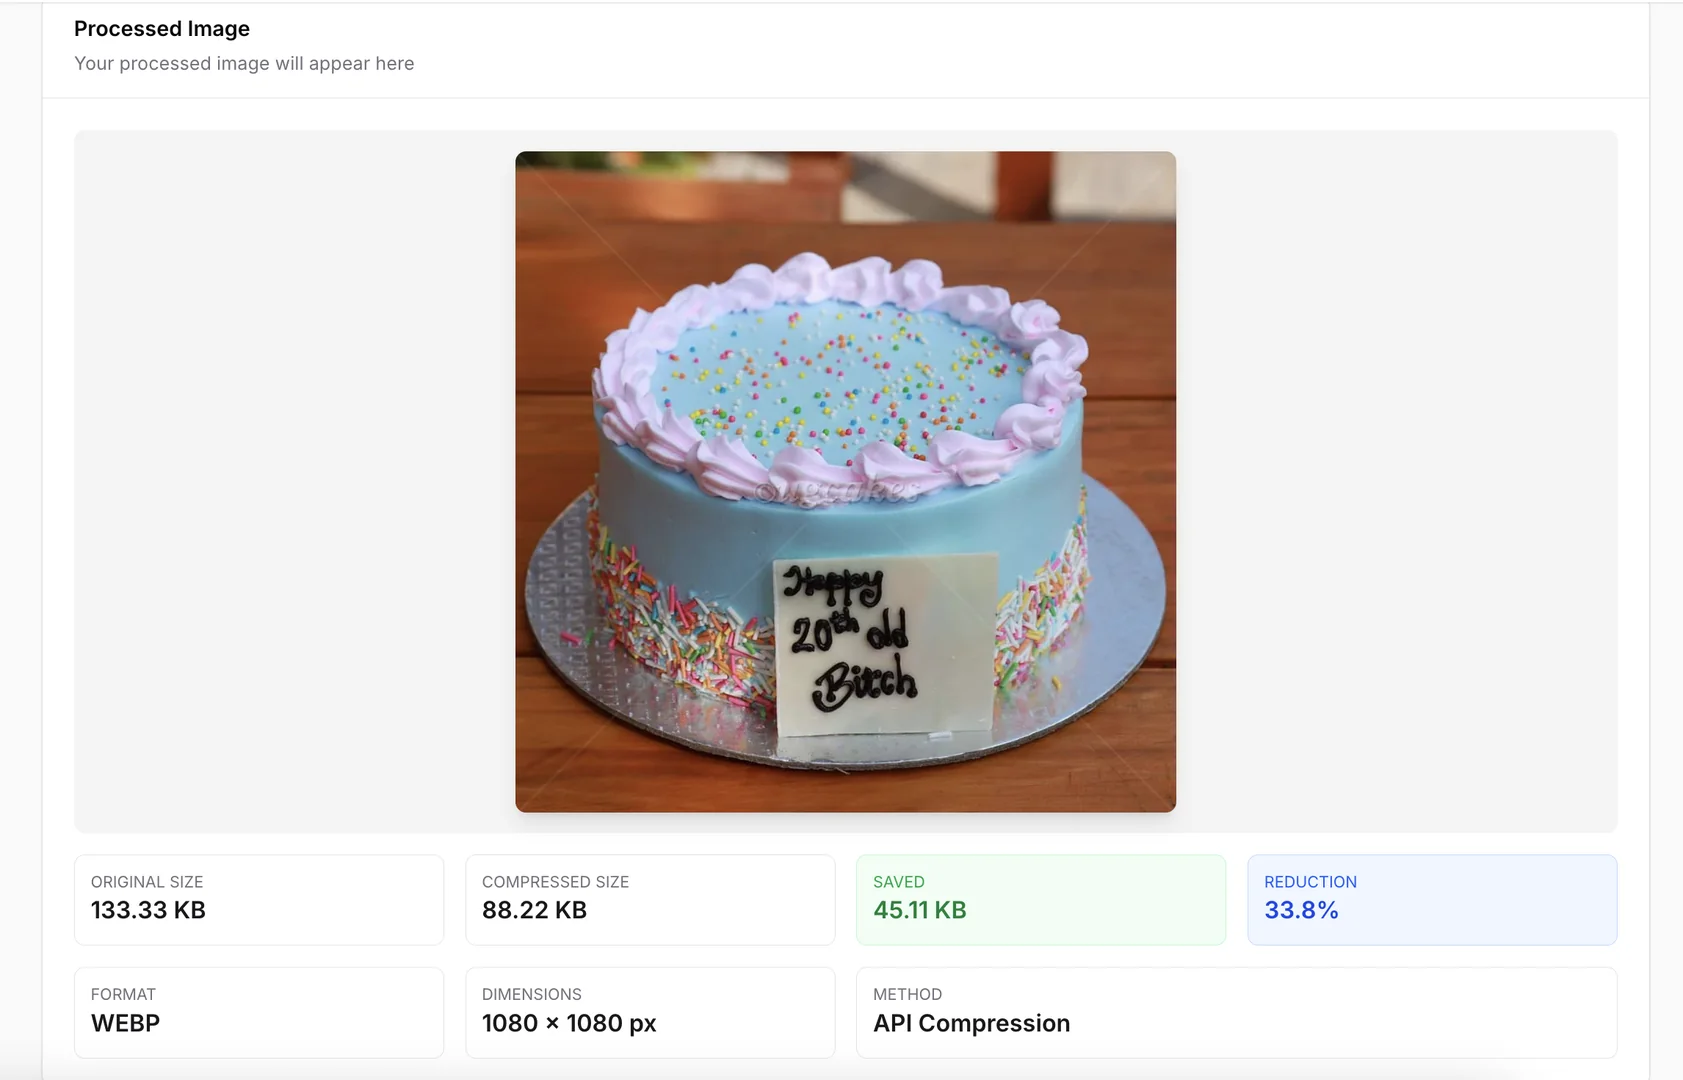 Processed Image
Your processed image will appear here
Ougcakes
Happy
20th old
Bitch
ORIGINAL SIZE
133.33 KB
COMPRESSED SIZE
88.22 KB
SAVED
45.11 KB
REDUCTION
33.8%
FORMAT
WEBP
DIMENSIONS
1080 × 1080 px
METHOD
API Compression